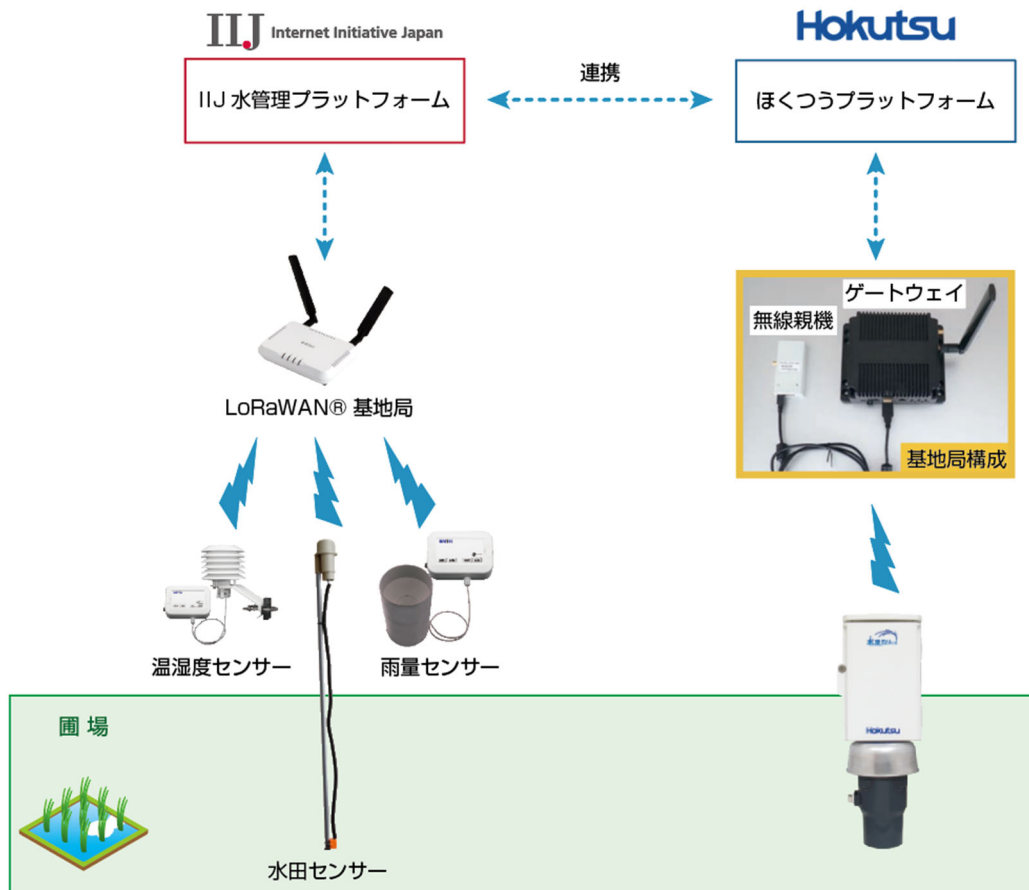 IIJ Internet Initiative Japan
Hokutsu
IIJ 水管理プラットフォーム
連携
ほくつうプラットフォーム
ゲートウェイ
無線親機
LoRaWAN® 基地局
基地局構成
温湿度センサー
雨量センサー
圃場
Hokutsu
水田センサー